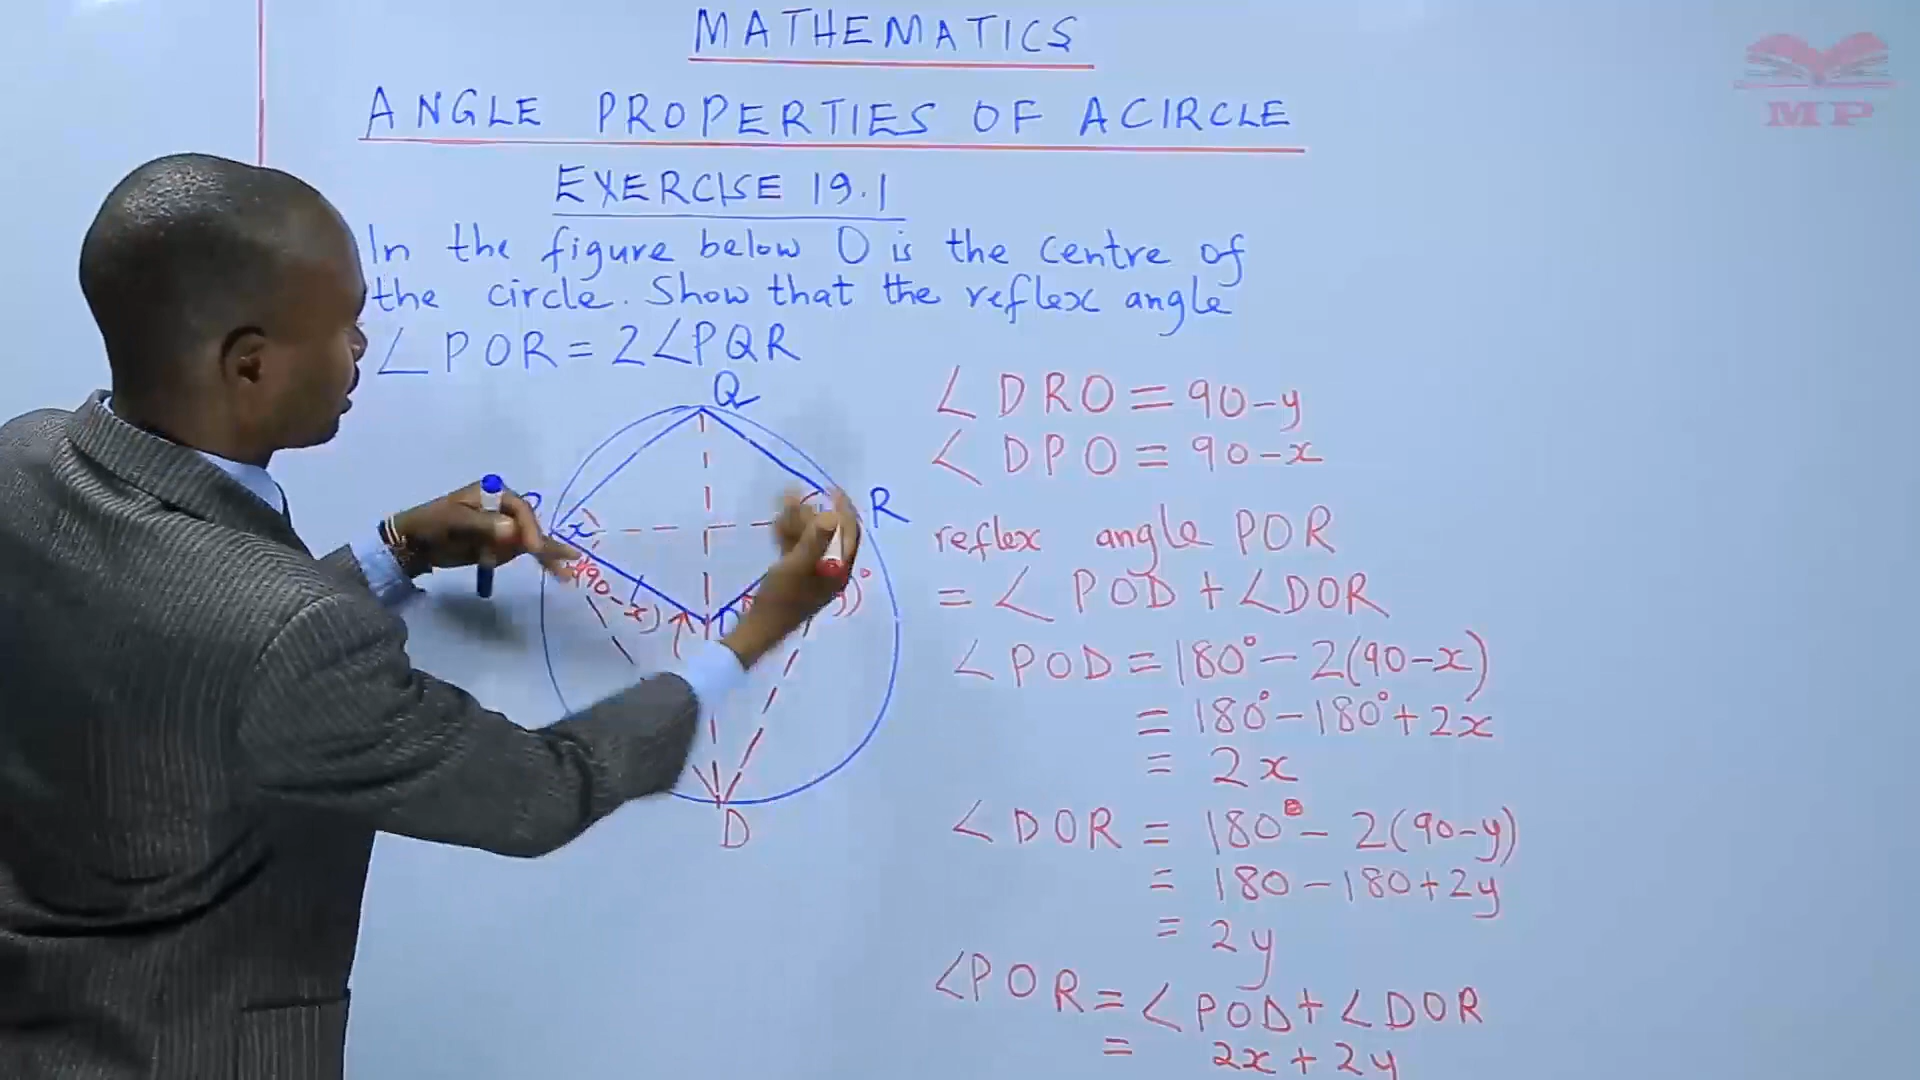 MATHEMATICS
MP
ANGLE PROPERTIES OF A CIRCLE
EXERCISE 19.1
In the figure below O is the centre of
the circle. Show that the reflex angle
∠POR = 2∠PQR
Q
R
x
(90-x)
D
∠DRO = 90-y
∠DPO = 90-x
reflex angle POR
= ∠POD + ∠DOR
∠POD = 180° - 2(90-x)
= 180° - 180° + 2x
= 2x
∠DOR = 180° - 2(90-y)
= 180 - 180 + 2y
= 2y
∠POR = ∠POD + ∠DOR
= 2x + 2y